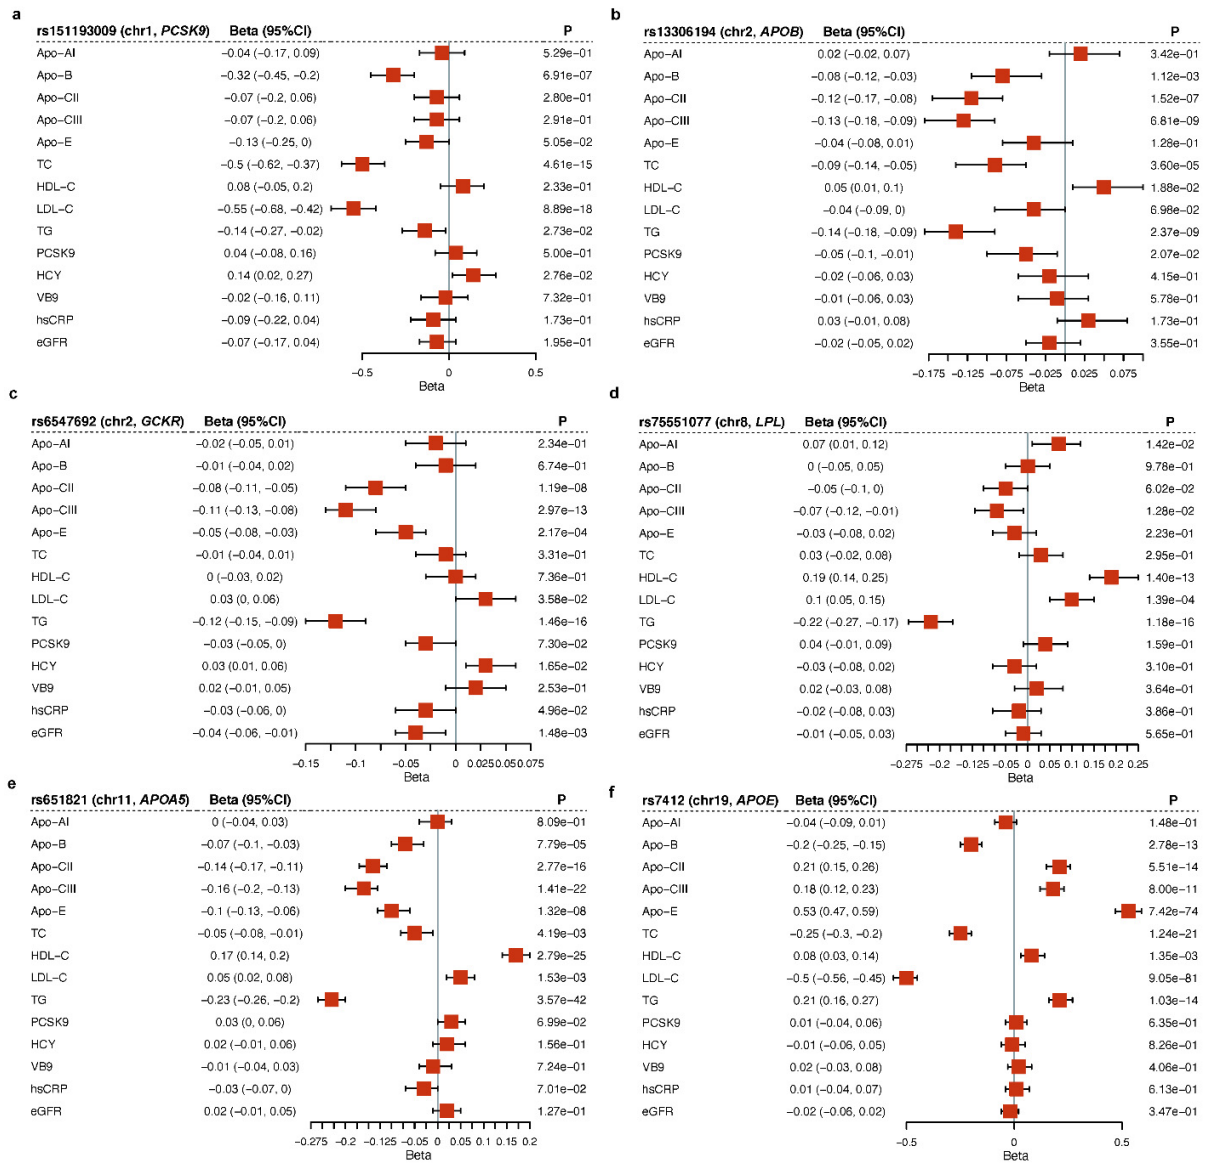 a
rs151193009 (chr1, PCSK9) Beta (95%CI) P
Apo−AI −0.04 (−0.17, 0.09) 5.29e−01
Apo−B −0.32 (−0.45, −0.2) 6.91e−07
Apo−CII −0.07 (−0.2, 0.06) 2.80e−01
Apo−CIII −0.07 (−0.2, 0.06) 2.91e−01
Apo−E −0.13 (−0.25, 0) 5.05e−02
TC −0.5 (−0.62, −0.37) 4.61e−15
HDL−C 0.08 (−0.05, 0.2) 2.33e−01
LDL−C −0.55 (−0.68, −0.42) 8.89e−18
TG −0.14 (−0.27, −0.02) 2.73e−02
PCSK9 0.04 (−0.08, 0.16) 5.00e−01
HCY 0.14 (0.02, 0.27) 2.76e−02
VB9 −0.02 (−0.16, 0.11) 7.32e−01
hsCRP −0.09 (−0.22, 0.04) 1.73e−01
eGFR −0.07 (−0.17, 0.04) 1.95e−01
−0.5 0 0.5
Beta
b
rs13306194 (chr2, APOB) Beta (95%CI) P
Apo−AI 0.02 (−0.02, 0.07) 3.42e−01
Apo−B −0.08 (−0.12, −0.03) 1.12e−03
Apo−CII −0.12 (−0.17, −0.08) 1.52e−07
Apo−CIII −0.13 (−0.18, −0.09) 6.81e−09
Apo−E −0.04 (−0.08, 0.01) 1.28e−01
TC −0.09 (−0.14, −0.05) 3.60e−05
HDL−C 0.05 (0.01, 0.1) 1.88e−02
LDL−C −0.04 (−0.09, 0) 6.98e−02
TG −0.14 (−0.18, −0.09) 2.37e−09
PCSK9 −0.05 (−0.1, −0.01) 2.07e−02
HCY −0.02 (−0.06, 0.03) 4.15e−01
VB9 −0.01 (−0.06, 0.03) 5.78e−01
hsCRP 0.03 (−0.01, 0.08) 1.73e−01
eGFR −0.02 (−0.05, 0.02) 3.55e−01
−0.175 −0.125 −0.075 −0.025 0.025 0.075
Beta
c
rs6547692 (chr2, GCKR) Beta (95%CI) P
Apo−AI −0.02 (−0.05, 0.01) 2.34e−01
Apo−B −0.01 (−0.04, 0.02) 6.74e−01
Apo−CII −0.08 (−0.11, −0.05) 1.19e−08
Apo−CIII −0.11 (−0.13, −0.08) 2.97e−13
Apo−E −0.05 (−0.08, −0.03) 2.17e−04
TC −0.01 (−0.04, 0.01) 3.31e−01
HDL−C 0 (−0.03, 0.02) 7.36e−01
LDL−C 0.03 (0, 0.06) 3.58e−02
TG −0.12 (−0.15, −0.09) 1.46e−16
PCSK9 −0.03 (−0.05, 0) 7.30e−02
HCY 0.03 (0.01, 0.06) 1.65e−02
VB9 0.02 (−0.01, 0.05) 2.53e−01
hsCRP −0.03 (−0.06, 0) 4.96e−02
eGFR −0.04 (−0.06, −0.01) 1.48e−03
−0.15 −0.1 −0.05 0 0.025 0.075
Beta
d
rs75551077 (chr8, LPL) Beta (95%CI) P
Apo−AI 0.07 (0.01, 0.12) 1.42e−02
Apo−B 0 (−0.05, 0.05) 9.78e−01
Apo−CII −0.05 (−0.1, 0) 6.02e−02
Apo−CIII −0.07 (−0.12, −0.01) 1.28e−02
Apo−E −0.03 (−0.08, 0.02) 2.23e−01
TC 0.03 (−0.02, 0.08) 2.95e−01
HDL−C 0.19 (0.14, 0.25) 1.40e−13
LDL−C 0.1 (0.05, 0.15) 1.39e−04
TG −0.22 (−0.27, −0.17) 1.18e−16
PCSK9 0.04 (−0.01, 0.09) 1.59e−01
HCY −0.03 (−0.08, 0.02) 3.10e−01
VB9 0.02 (−0.03, 0.08) 3.64e−01
hsCRP −0.02 (−0.08, 0.03) 3.86e−01
eGFR −0.01 (−0.05, 0.03) 5.65e−01
−0.275 −0.2 −0.125 −0.05 0 0.05 0.1 0.15 0.2 0.25
Beta
e
rs651821 (chr11, APOA5) Beta (95%CI) P
Apo−AI 0 (−0.04, 0.03) 8.09e−01
Apo−B −0.07 (−0.1, −0.03) 7.79e−05
Apo−CII −0.14 (−0.17, −0.11) 2.77e−16
Apo−CIII −0.16 (−0.2, −0.13) 1.41e−22
Apo−E −0.1 (−0.13, −0.06) 1.32e−08
TC −0.05 (−0.08, −0.01) 4.19e−03
HDL−C 0.17 (0.14, 0.2) 2.79e−25
LDL−C 0.05 (0.02, 0.08) 1.53e−03
TG −0.23 (−0.26, −0.2) 3.57e−42
PCSK9 0.03 (0, 0.06) 6.99e−02
HCY 0.02 (−0.01, 0.06) 1.56e−01
VB9 −0.01 (−0.04, 0.03) 7.24e−01
hsCRP −0.03 (−0.07, 0) 7.01e−02
eGFR 0.02 (−0.01, 0.05) 1.27e−01
−0.275 −0.2 −0.125 −0.05 0 0.05 0.1 0.15 0.2
Beta
f
rs7412 (chr19, APOE) Beta (95%CI) P
Apo−AI −0.04 (−0.09, 0.01) 1.48e−01
Apo−B −0.2 (−0.25, −0.15) 2.78e−13
Apo−CII 0.21 (0.15, 0.26) 5.51e−14
Apo−CIII 0.18 (0.12, 0.23) 8.00e−11
Apo−E 0.53 (0.47, 0.59) 7.42e−74
TC −0.25 (−0.3, −0.2) 1.24e−21
HDL−C 0.08 (0.03, 0.14) 1.35e−03
LDL−C −0.5 (−0.56, −0.45) 9.05e−81
TG 0.21 (0.16, 0.27) 1.03e−14
PCSK9 0.01 (−0.04, 0.06) 6.35e−01
HCY −0.01 (−0.06, 0.05) 8.26e−01
VB9 0.02 (−0.03, 0.08) 4.06e−01
hsCRP 0.01 (−0.04, 0.07) 6.13e−01
eGFR −0.02 (−0.06, 0.02) 3.47e−01
−0.5 0 0.5
Beta